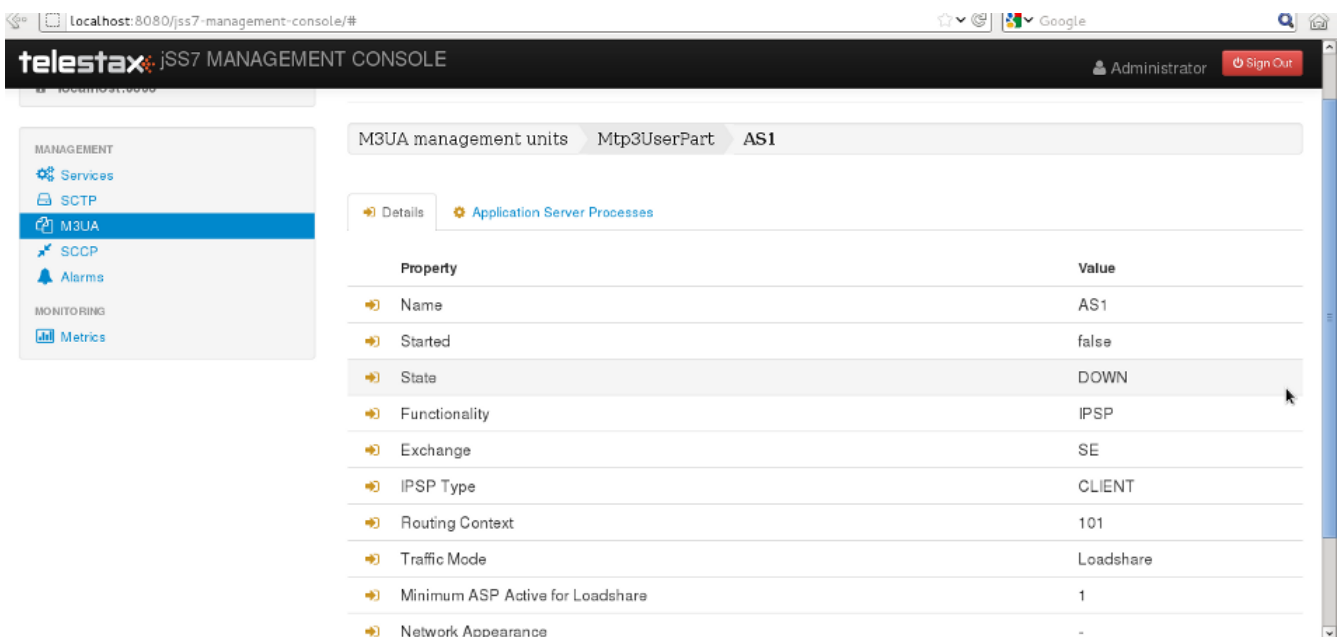 localhost:8080/jss7-management-console/#
Google
telestax jSS7 MANAGEMENT CONSOLE
Administrator
Sign Out
localhost:8080
MANAGEMENT
Services
SCTP
M3UA
SCCP
Alarms
MONITORING
Metrics
M3UA management units Mtp3UserPart AS1
Details Application Server Processes
Property Value
Name AS1
Started false
State DOWN
Functionality IPSP
Exchange SE
IPSP Type CLIENT
Routing Context 101
Traffic Mode Loadshare
Minimum ASP Active for Loadshare 1
Network Appearance -